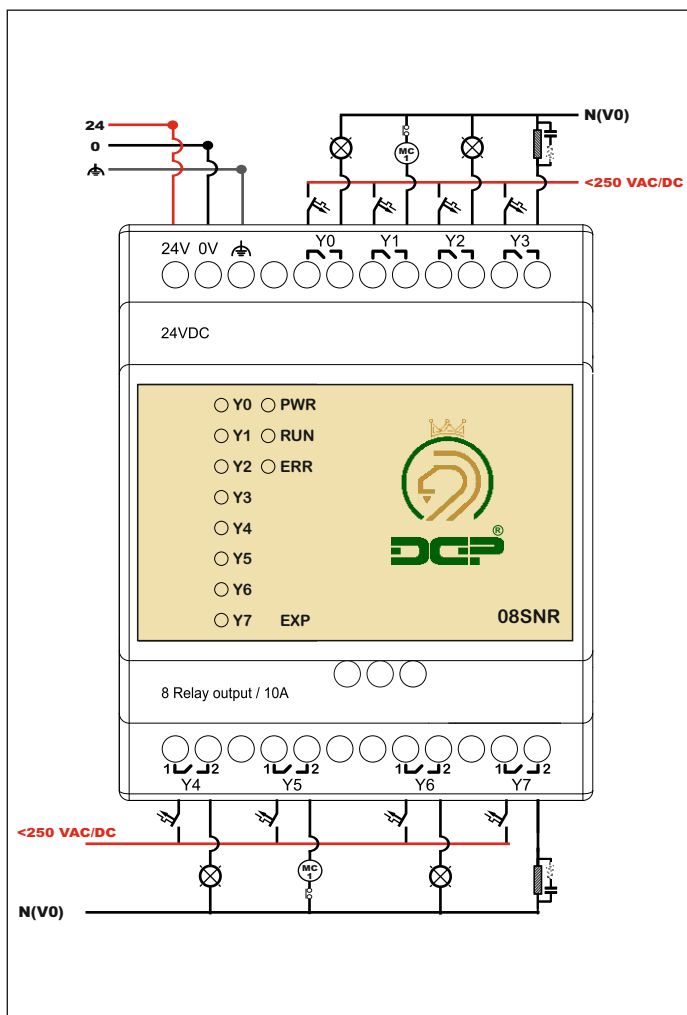 N(V0)
24
0
MC
1
<250 VAC/DC
24V 0V Y0 Y1 Y2 Y3
24VDC
Y0 PWR
Y1 RUN
Y2 ERR
Y3
Y4
Y5
Y6
Y7 EXP
DCP®
08SNR
8 Relay output / 10A
1 2 1 2 1 2 1 2
Y4 Y5 Y6 Y7
<250 VAC/DC
MC
1
N(V0)